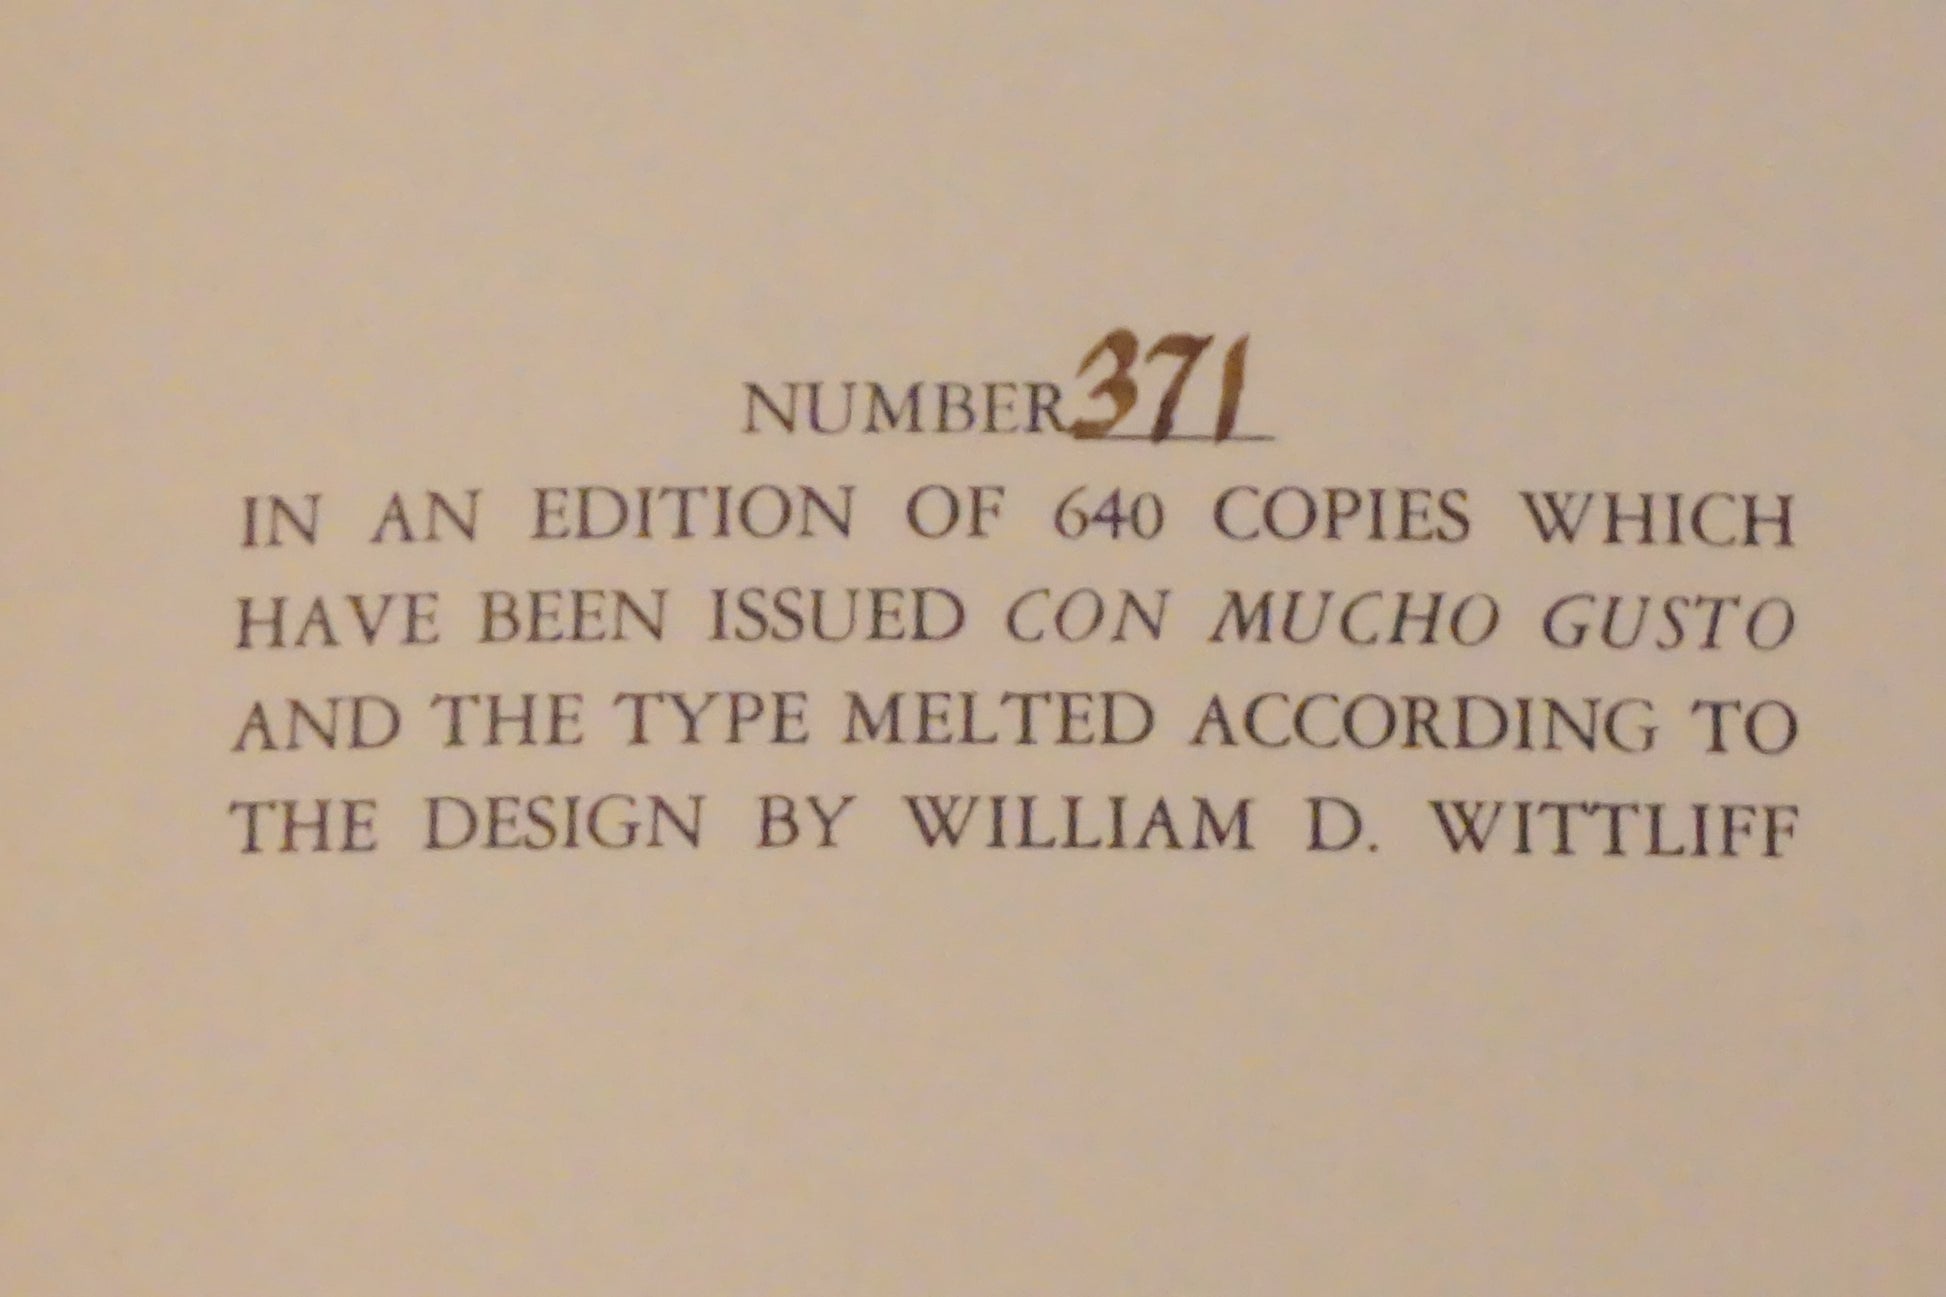 NUMBER 371
IN AN EDITION OF 640 COPIES WHICH
HAVE BEEN ISSUED CON MUCHO GUSTO
AND THE TYPE MELTED ACCORDING TO
THE DESIGN BY WILLIAM D. WITTLIFF